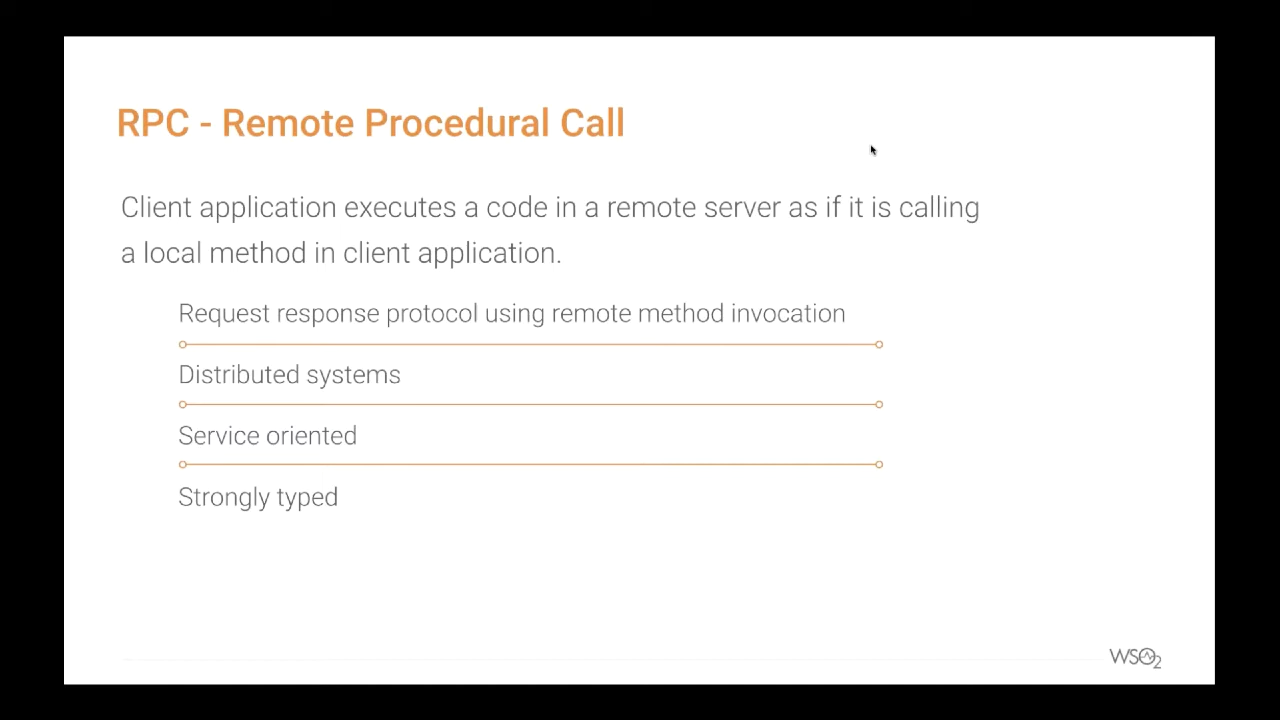 RPC - Remote Procedural Call
Client application executes a code in a remote server as if it is calling
a local method in client application.
Request response protocol using remote method invocation
Distributed systems
Service oriented
Strongly typed
WSO2